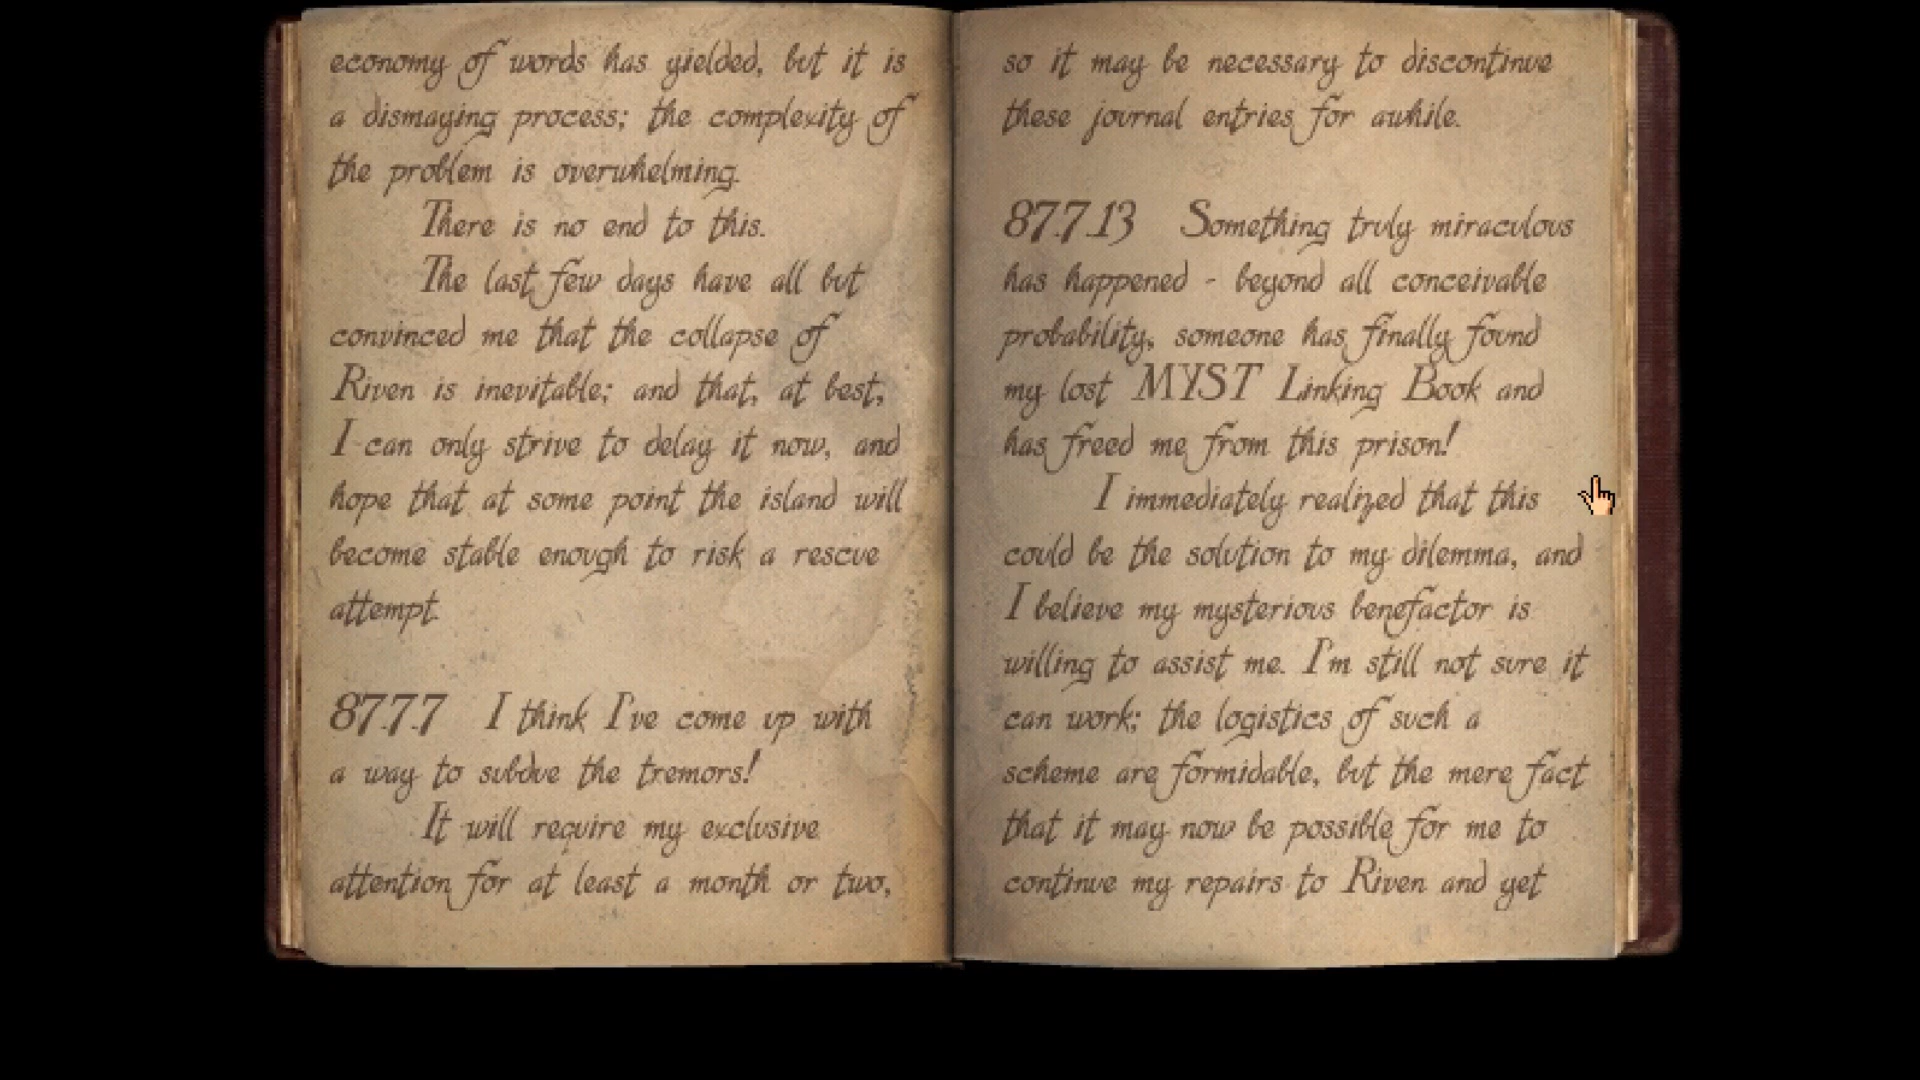 economy of words has yielded, but it is
a dismaying process; the complexity of
the problem is overwhelming.
There is no end to this.
The last few days have all but
convinced me that the collapse of
Riven is inevitable; and that, at best,
I can only strive to delay it now, and
hope that at some point the island will
become stable enough to risk a rescue
attempt.
87.7.7 I think I've come up with
a way to subdue the tremors!
It will require my exclusive
attention for at least a month or two,
so it may be necessary to discontinue
these journal entries for awhile.
87.7.13 Something truly miraculous
has happened - beyond all conceivable
probability, someone has finally found
my lost MYST Linking Book and
has freed me from this prison!
I immediately realized that this
could be the solution to my dilemma, and
I believe my mysterious benefactor is
willing to assist me. I'm still not sure it
can work; the logistics of such a
scheme are formidable, but the mere fact
that it may now be possible for me to
continue my repairs to Riven and get